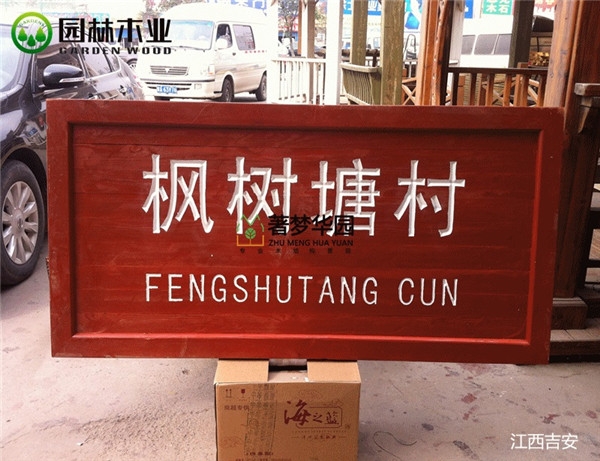 园林木业
GARDEN WOOD
枫树塘村
著梦华园
ZHU MENG HUA YUAN
FENGSHUTANG CUN
海之蓝
江西吉安